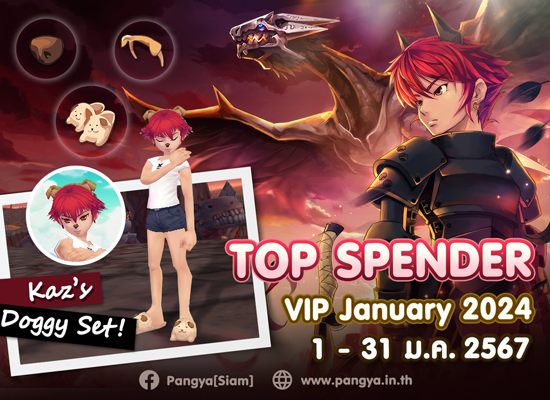 Kaz's
Doggy Set!
TOP SPENDER
VIP January 2024
1 - 31 ม.ค. 2567
Pangya[Siam] www.pangya.in.th